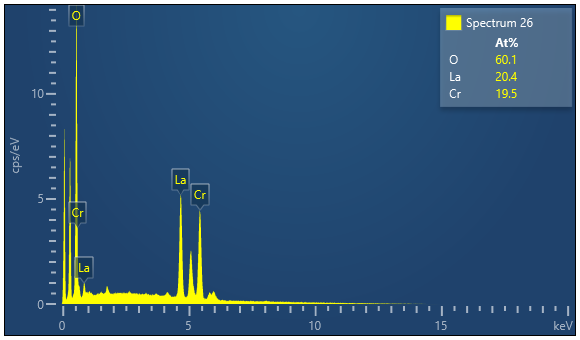 Spectrum 26
At%
O 60.1
La 20.4
Cr 19.5
cps/eV
10
5
0
O
Cr
La
La
Cr
0 5 10 15 keV